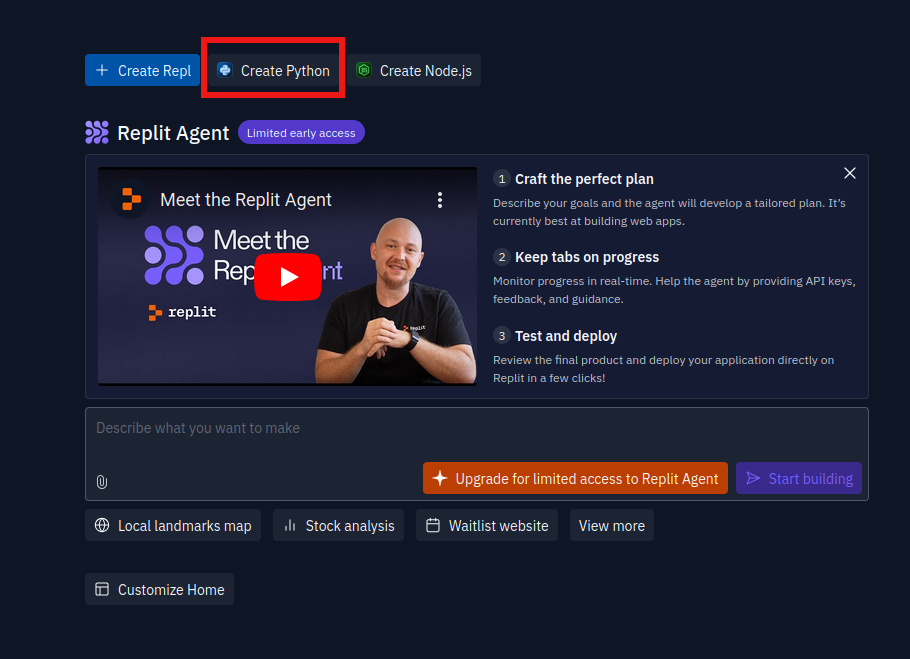 Create Repl
Create Python
Create Node.js
Replit Agent
Limited early access
Meet the Replit Agent
Meet the
Rep nt
replit
replit
1 Craft the perfect plan
Describe your goals and the agent will develop a tailored plan. It's
currently best at building web apps.
2 Keep tabs on progress
Monitor progress in real-time. Help the agent by providing API keys,
feedback, and guidance.
3 Test and deploy
Review the final product and deploy your application directly on
Replit in a few clicks!
Describe what you want to make
Upgrade for limited access to Replit Agent
Start building
Local landmarks map
Stock analysis
Waitlist website
View more
Customize Home